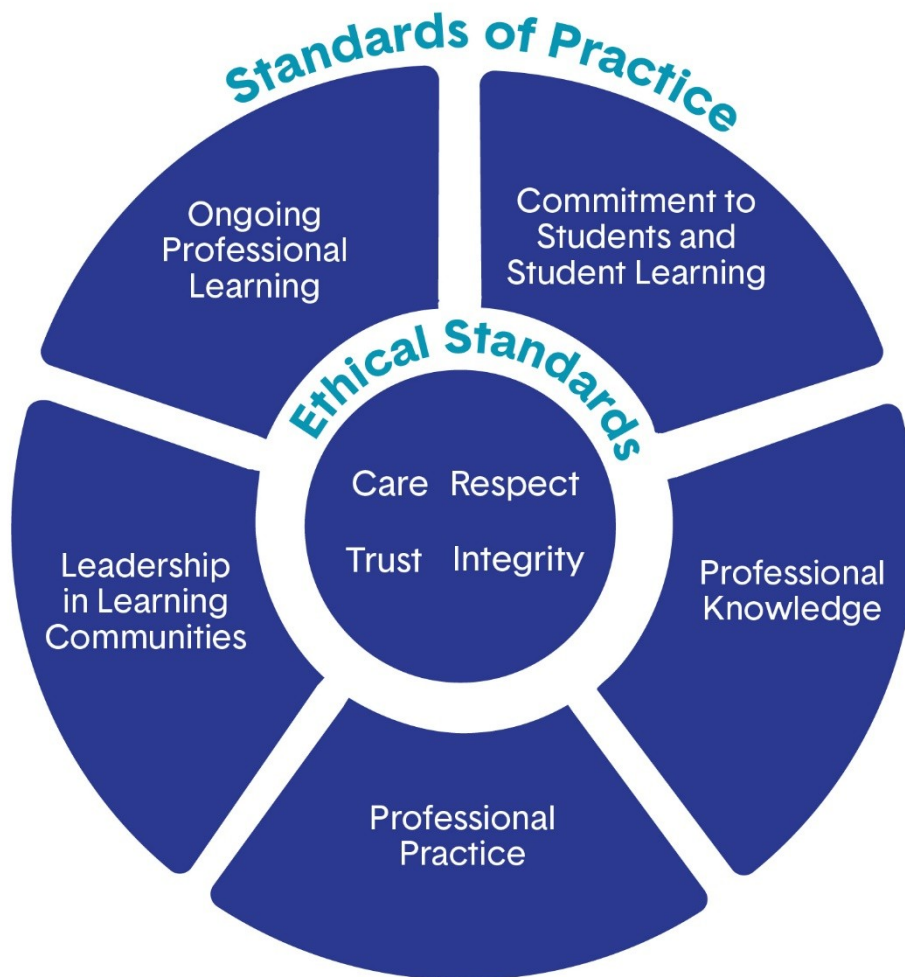 Standards of Practice
Ongoing
Professional
Learning
Commitment to
Students and
Student Learning
Ethical Standards
Care Respect
Trust Integrity
Leadership
in Learning
Communities
Professional
Knowledge
Professional
Practice